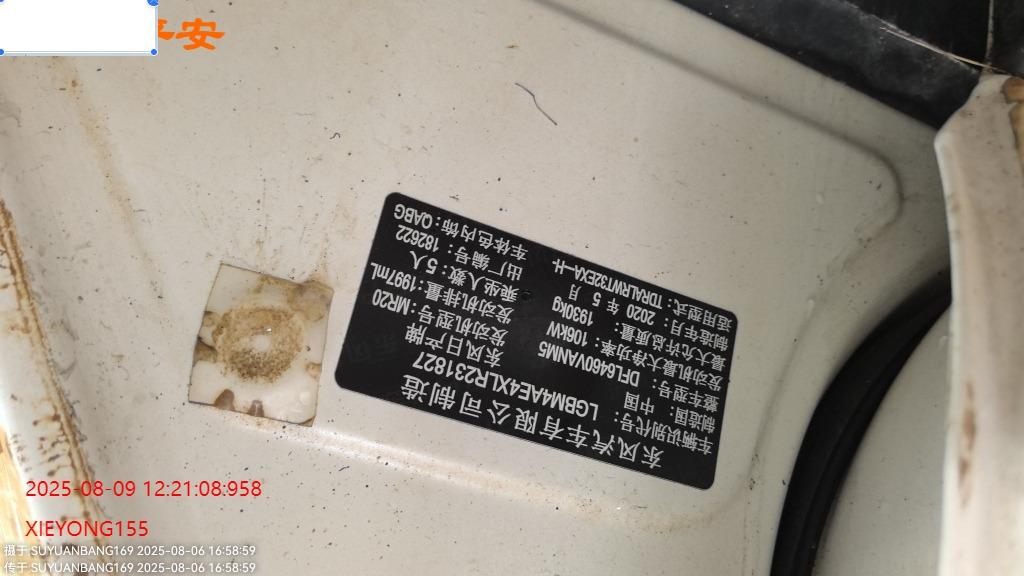 平安
东风汽车有限公司制造
车辆识别代号: LGBM4AE4XLR231827
制造国: 中国 东风日产牌
整车型号: DFL6460VANM5 发动机型号: MR20
发动机最大净功率: 106kW 发动机排量: 1997mL
最大允许总质量: 1930kg 乘坐人数: 5人
制造年月: 2020 年 5 月 出厂编号: 182622
适用型式: TDRALRWT32EXA-H- 车体色内饰: QABG
2025-08-09 12:21:08:958
XIEYONG155
摄于 SUYUANBANG169 2025-08-06 16:58:59
传于 SUYUANBANG169 2025-08-06 16:58:59